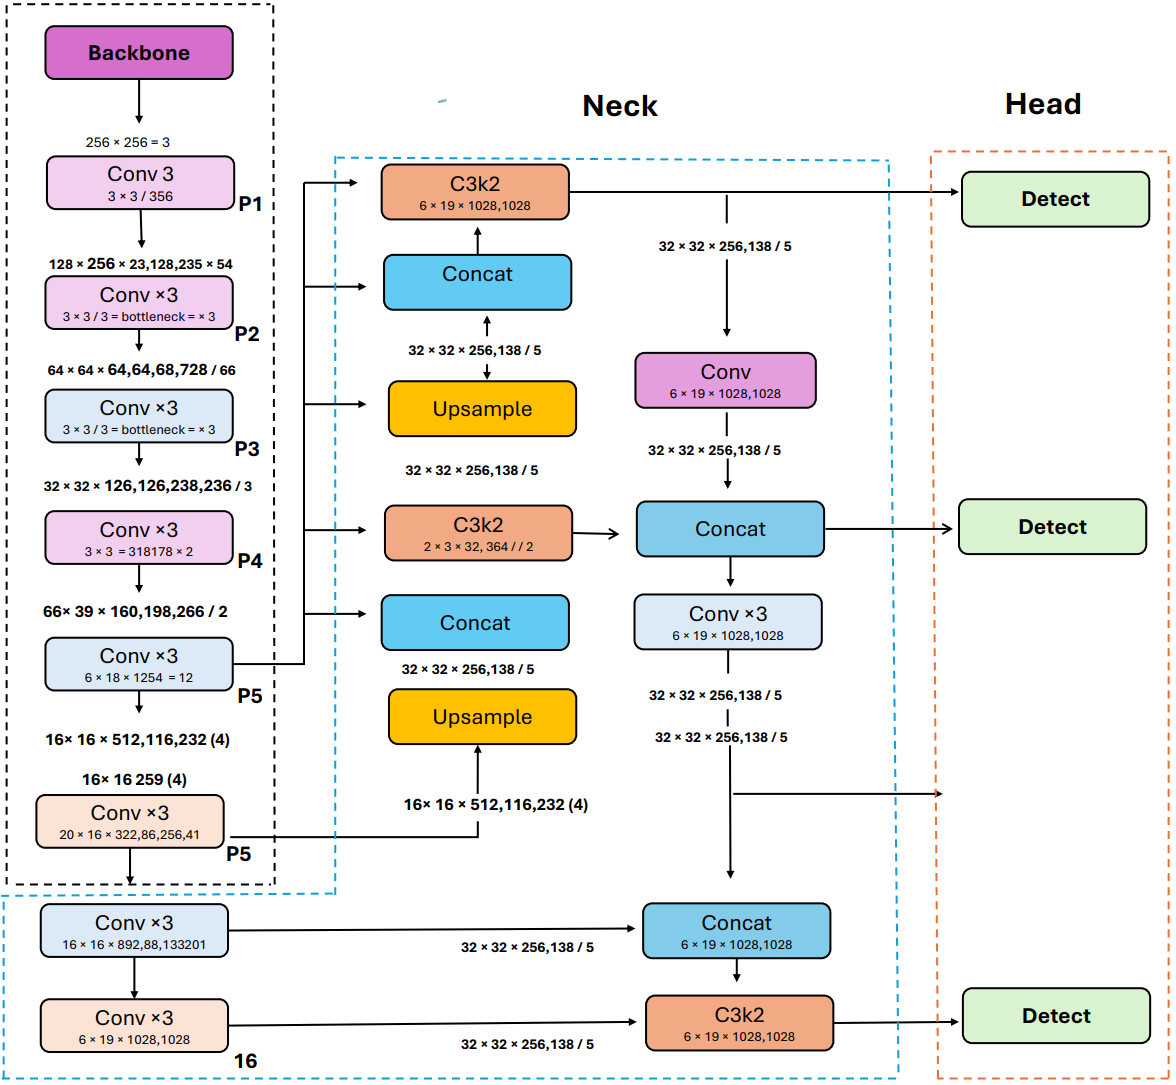 Backbone
256 × 256 = 3
Conv 3
3 × 3 / 356
P1
128 × 256 × 23,128,235 × 54
Conv ×3
3 × 3 / 3 = bottleneck = × 3
P2
64 × 64 × 64,64,68,728 / 66
Conv ×3
3 × 3 / 3 = bottleneck = × 3
P3
32 × 32 × 126,126,238,236 / 3
Conv ×3
3 × 3 = 318178 × 2
P4
66× 39 × 160,198,266 / 2
Conv ×3
6 × 18 × 1254 = 12
P5
16× 16 × 512,116,232 (4)
16× 16 259 (4)
Conv ×3
20 × 16 × 322,86,256,41
P5
Conv ×3
16 × 16 × 892,88,133201
Conv ×3
6 × 19 × 1028,1028
16
Neck
C3k2
6 × 19 × 1028,1028
Concat
32 × 32 × 256,138 / 5
Upsample
32 × 32 × 256,138 / 5
C3k2
2 × 3 × 32, 364 / / 2
Concat
32 × 32 × 256,138 / 5
Upsample
16× 16 × 512,116,232 (4)
32 × 32 × 256,138 / 5
32 × 32 × 256,138 / 5
32 × 32 × 256,138 / 5
Conv
6 × 19 × 1028,1028
32 × 32 × 256,138 / 5
Concat
Conv ×3
6 × 19 × 1028,1028
32 × 32 × 256,138 / 5
32 × 32 × 256,138 / 5
Concat
6 × 19 × 1028,1028
C3k2
6 × 19 × 1028,1028
Head
Detect
Detect
Detect